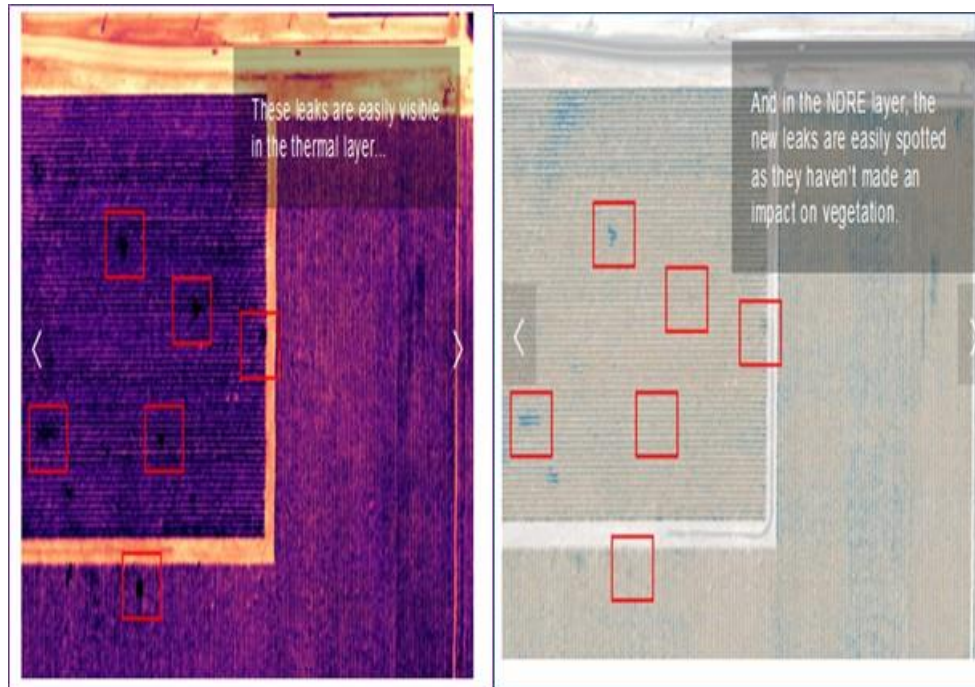 These leaks are easily visible
in the thermal layer...
And in the NDRE layer, the
new leaks are easily spotted
as they haven't made an
impact on vegetation.